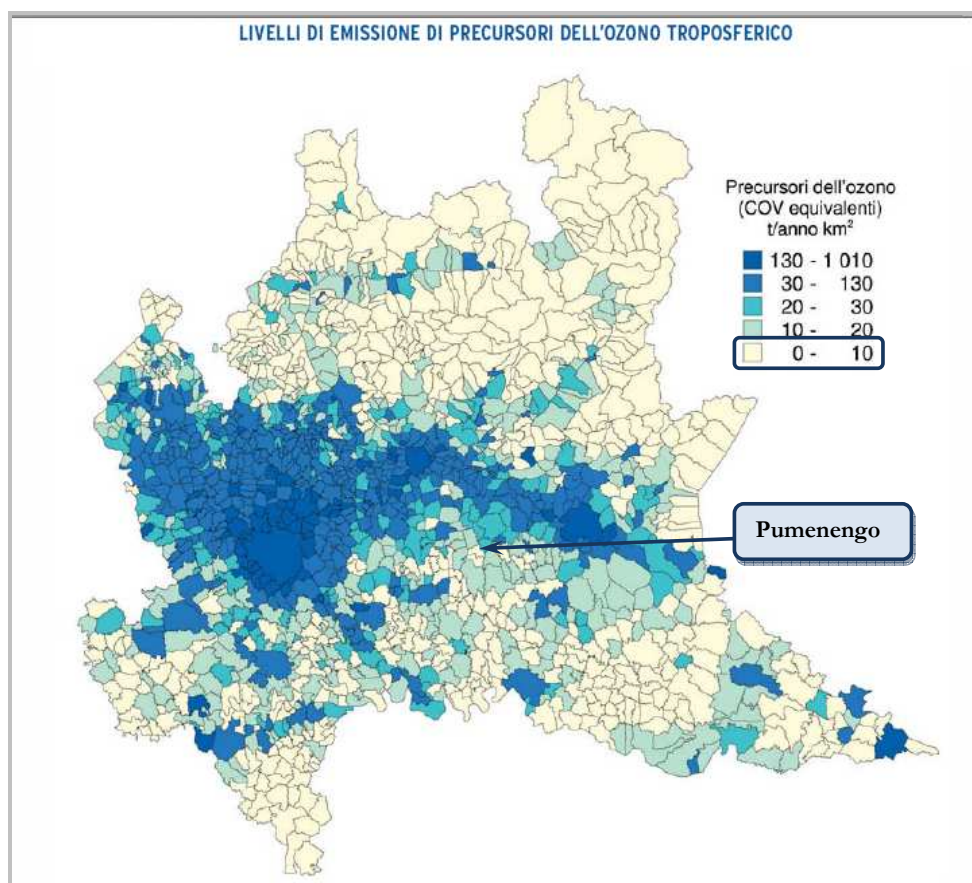 LIVELLI DI EMISSIONE DI PRECURSORI DELL'OZONO TROPOSFERICO
Precursori dell'ozono
(COV equivalenti)
t/anno km²
130 - 1 010
30 - 130
20 - 30
10 - 20
0 - 10
Pumenengo